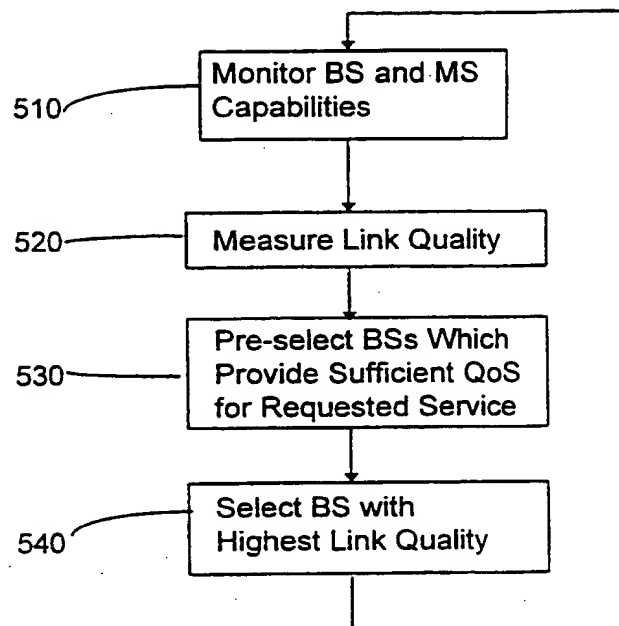 510
Monitor BS and MS
Capabilities
520
Measure Link Quality
530
Pre-select BSs Which
Provide Sufficient QoS
for Requested Service
540
Select BS with
Highest Link Quality